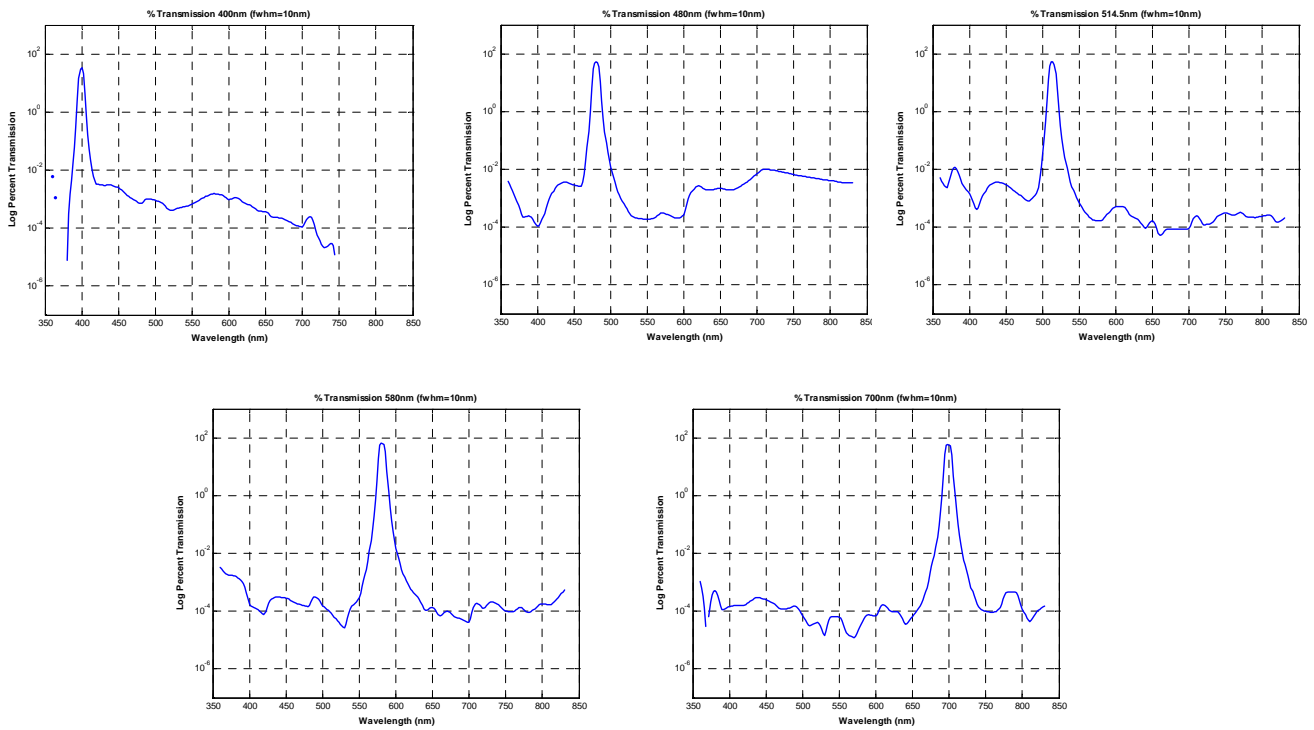 % Transmission 400nm (fwhm=10nm)
Log Percent Transmission
10^2
10^0
10^-2
10^-4
10^-6
350 400 450 500 550 600 650 700 750 800 850
Wavelength (nm)
% Transmission 480nm (fwhm=10nm)
Log Percent Transmission
10^2
10^0
10^-2
10^-4
10^-6
350 400 450 500 550 600 650 700 750 800 850
Wavelength (nm)
% Transmission 514.5nm (fwhm=10nm)
Log Percent Transmission
10^2
10^0
10^-2
10^-4
10^-6
350 400 450 500 550 600 650 700 750 800 850
Wavelength (nm)
% Transmission 580nm (fwhm=10nm)
Log Percent Transmission
10^2
10^0
10^-2
10^-4
10^-6
350 400 450 500 550 600 650 700 750 800 850
Wavelength (nm)
% Transmission 700nm (fwhm=10nm)
Log Percent Transmission
10^2
10^0
10^-2
10^-4
10^-6
350 400 450 500 550 600 650 700 750 800 850
Wavelength (nm)